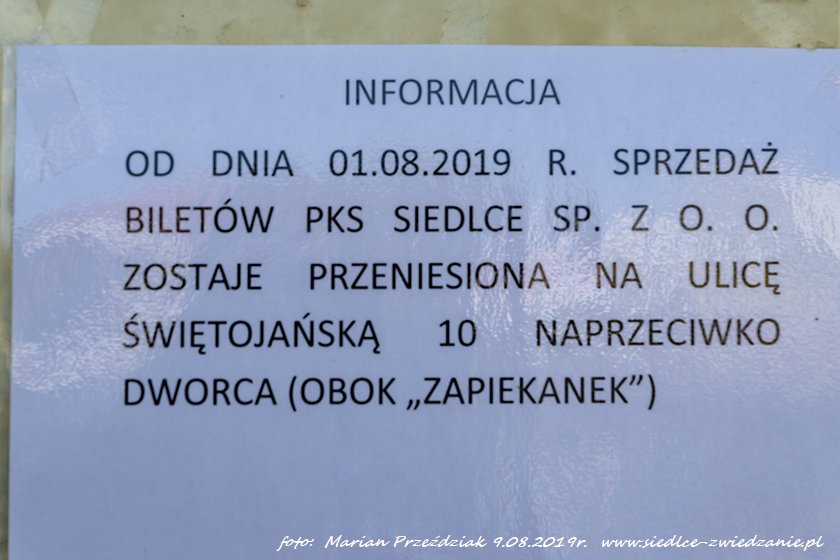 INFORMACJA
OD DNIA 01.08.2019 R. SPRZEDAŻ
BILETÓW PKS SIEDLCE SP. Z O. O.
ZOSTAJE PRZENIESIONA NA ULICĘ
ŚWIĘTOJAŃSKĄ 10 NAPRZECIWKO
DWORCA (OBOK „ZAPIEKANEK”)
foto: Marian Przeździak 9.08.2019r. www.siedlce-zwiedzanie.pl